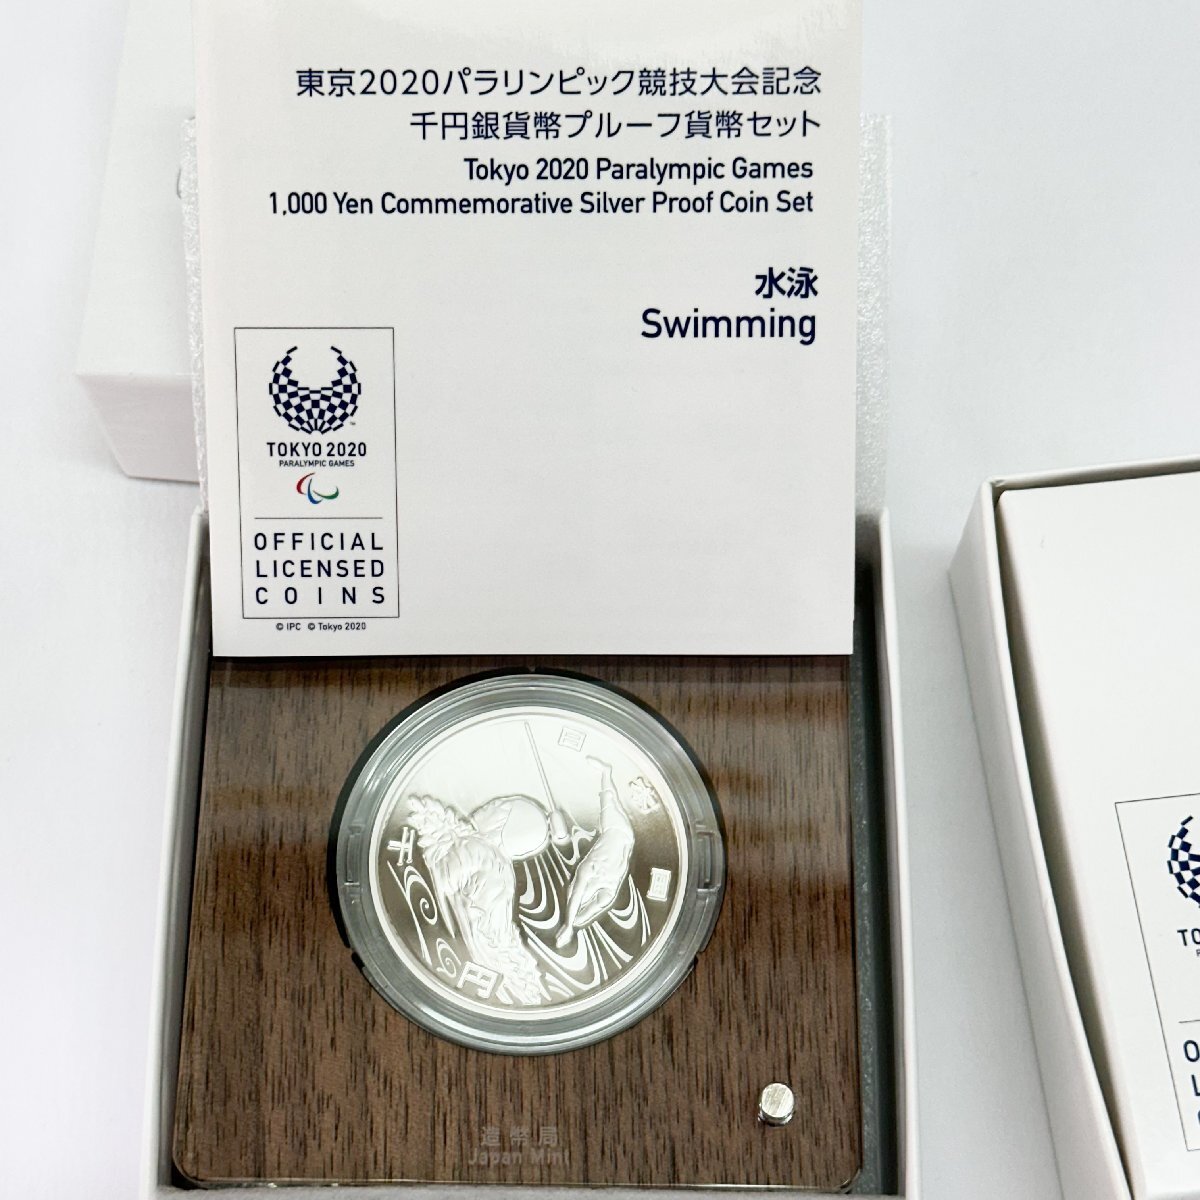 東京2020パラリンピック競技大会記念
千円銀貨幣プルーフ貨幣セット
Tokyo 2020 Paralympic Games
1,000 Yen Commemorative Silver Proof Coin Set
水泳
Swimming
TOKYO 2020
PARALYMPIC GAMES
OFFICIAL
LICENSED
COINS
© IPC © Tokyo 2020
日
本
国
千
円
造幣局
Japan Mint